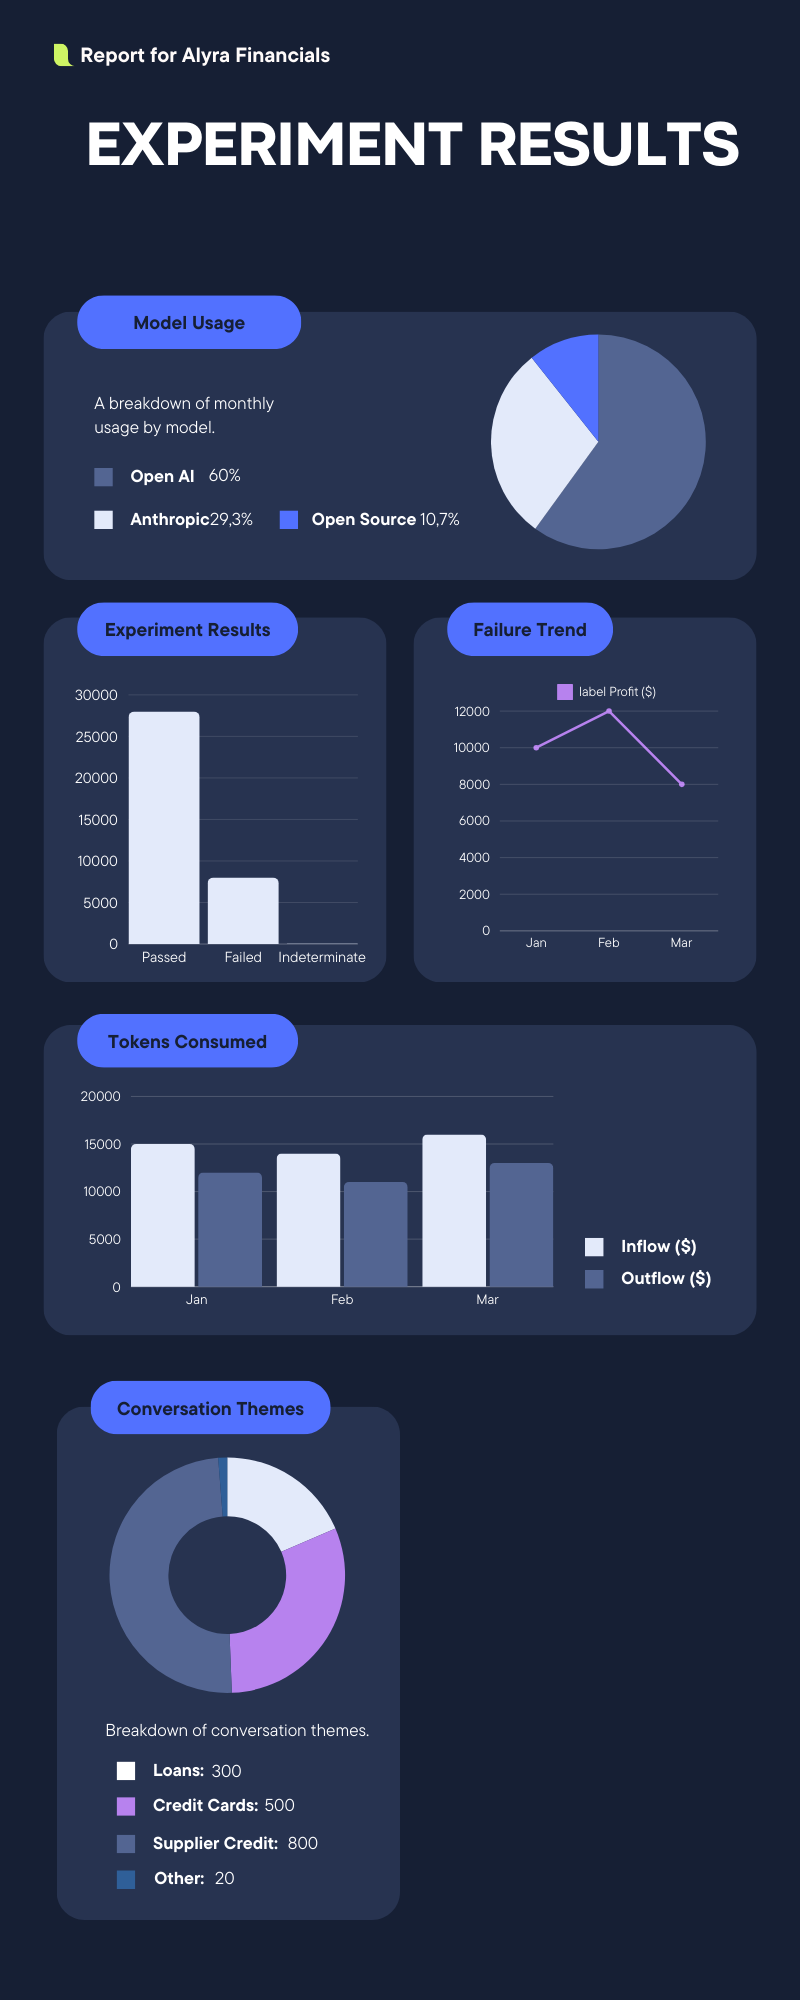 Report for Alyra Financials
EXPERIMENT RESULTS
Model Usage
A breakdown of monthly
usage by model.
Open AI 60%
Anthropic 29,3% Open Source 10,7%
Experiment Results
30000
25000
20000
15000
10000
5000
0
Passed Failed Indeterminate
Failure Trend
label Profit ($)
12000
10000
8000
6000
4000
2000
0
Jan Feb Mar
Tokens Consumed
20000
15000
10000
5000
0
Jan Feb Mar
Inflow ($)
Outflow ($)
Conversation Themes
Breakdown of conversation themes.
Loans: 300
Credit Cards: 500
Supplier Credit: 800
Other: 20